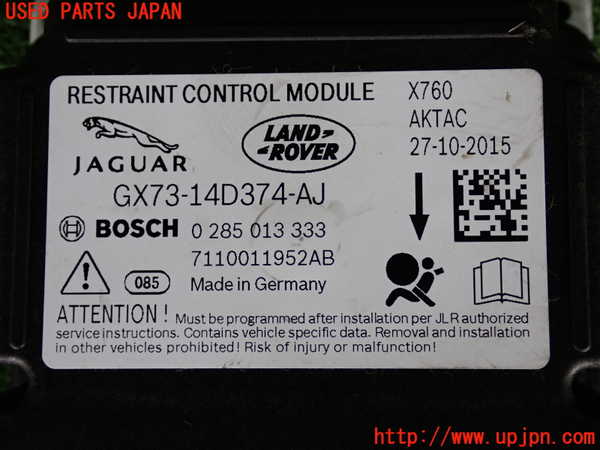 USED PARTS JAPAN
RESTRAINT CONTROL MODULE
X760
AKTAC
27-10-2015
JAGUAR
LAND ROVER
GX73-14D374-AJ
BOSCH 0 285 013 333
7110011952AB
085 Made in Germany
ATTENTION ! Must be programmed after installation per JLR authorized
service instructions. Contains vehicle specific data. Removal and installation
in other vehicles prohibited! Risk of injury or malfunction!
https://www.upjpn.com/